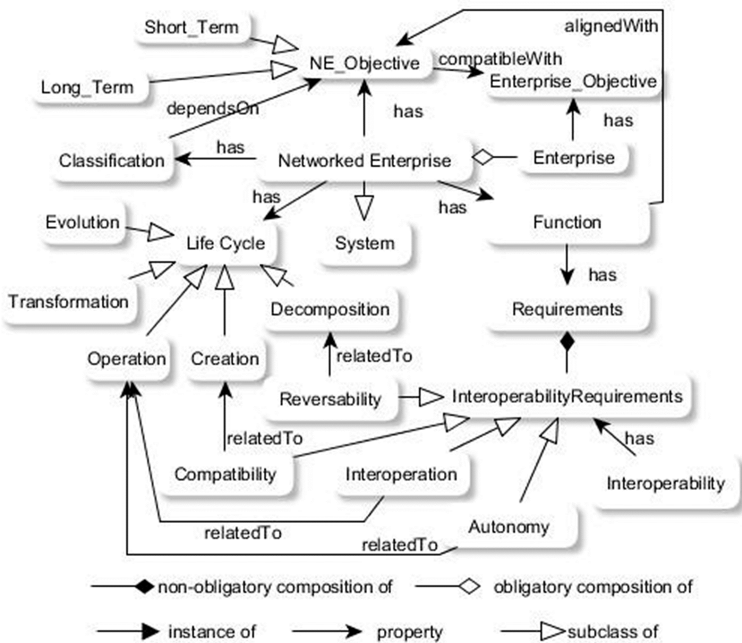 Short_Term
alignedWith
NE_Objective
compatibleWith
Long_Term
Enterprise_Objective
dependsOn
has
has
Classification
has
Networked Enterprise
Enterprise
has
has
Evolution
Life Cycle
System
Function
has
Transformation
Decomposition
Requirements
Operation
Creation
relatedTo
Reversability
InteroperabilityRequirements
relatedTo
has
Compatibility
Interoperation
Interoperability
relatedTo
Autonomy
relatedTo
non-obligatory composition of
obligatory composition of
instance of
property
subclass of